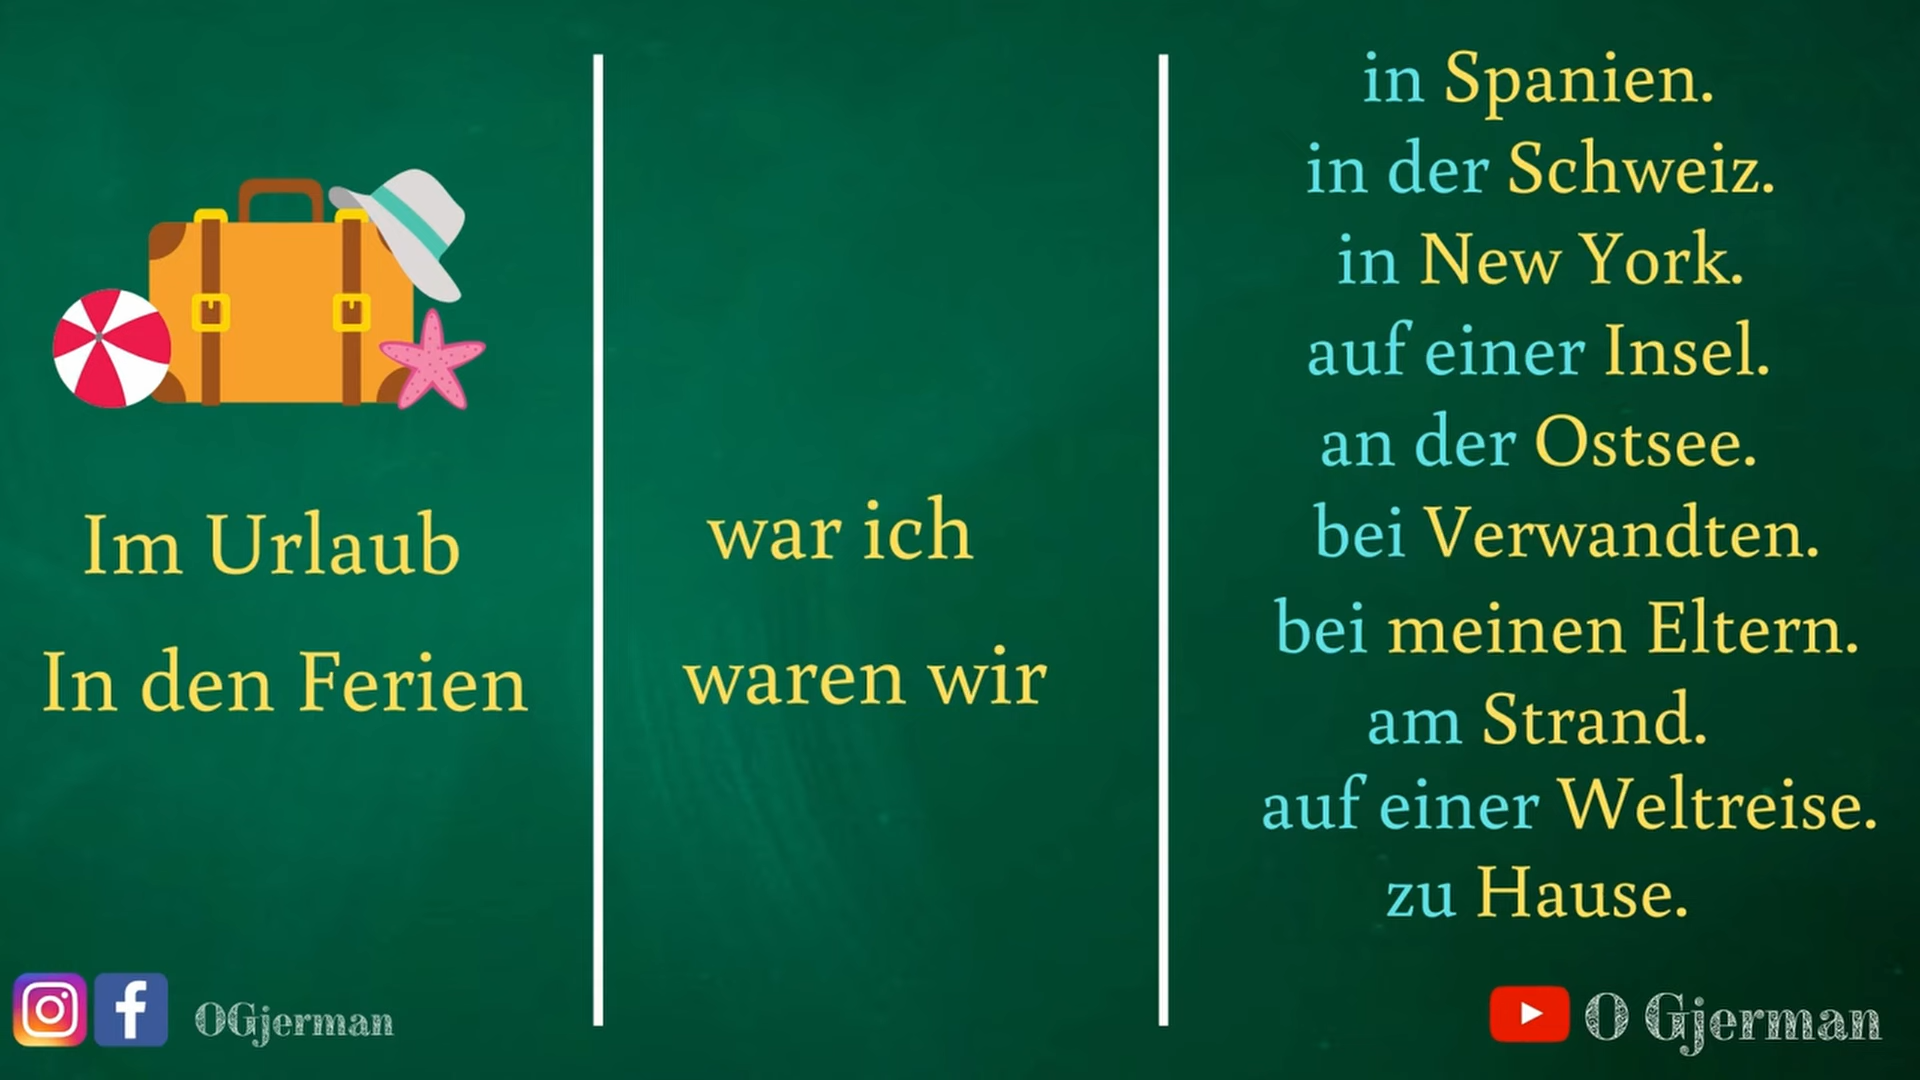 Im Urlaub
In den Ferien
war ich
waren wir
in Spanien.
in der Schweiz.
in New York.
auf einer Insel.
an der Ostsee.
bei Verwandten.
bei meinen Eltern.
am Strand.
auf einer Weltreise.
zu Hause.
OGjerman
O Gjerman